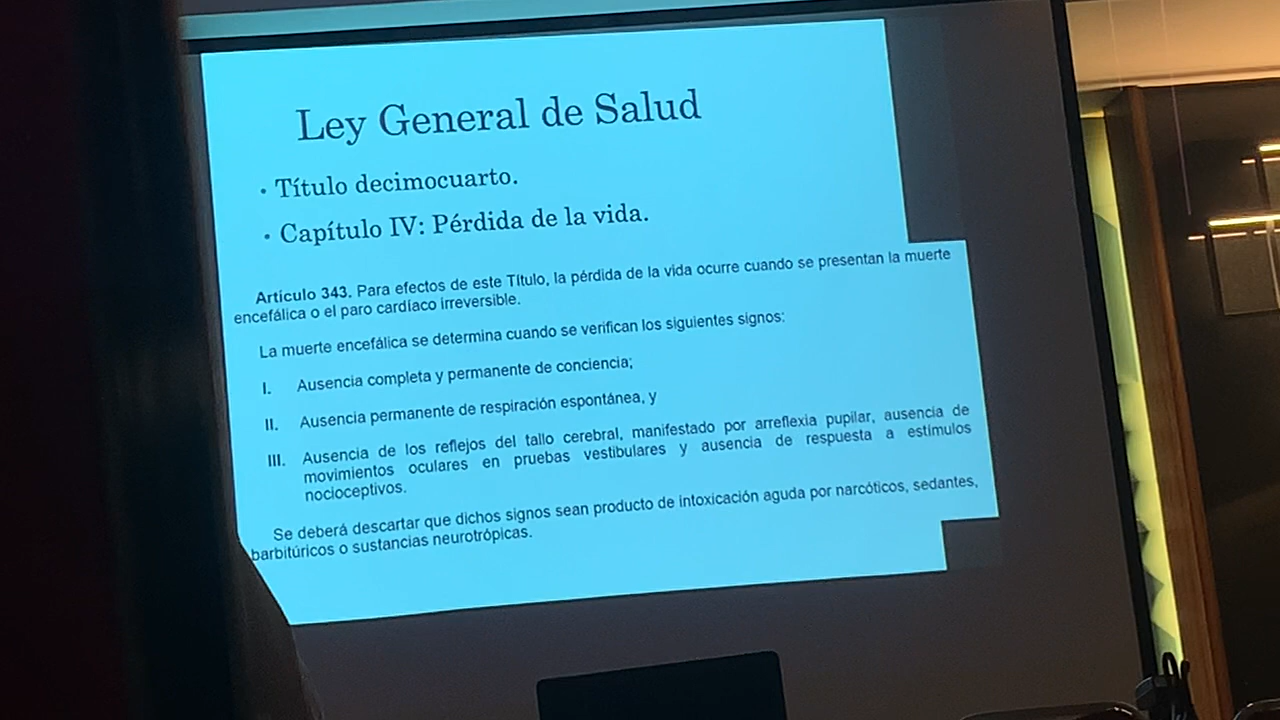 Ley General de Salud
• Título decimocuarto.
• Capítulo IV: Pérdida de la vida.
Artículo 343. Para efectos de este Título, la pérdida de la vida ocurre cuando se presentan la muerte
encefálica o el paro cardíaco irreversible.
La muerte encefálica se determina cuando se verifican los siguientes signos:
I. Ausencia completa y permanente de conciencia;
II. Ausencia permanente de respiración espontánea, y
III. Ausencia de los reflejos del tallo cerebral, manifestado por arreflexia pupilar, ausencia de
movimientos oculares en pruebas vestibulares y ausencia de respuesta a estímulos
nocioceptivos.
Se deberá descartar que dichos signos sean producto de intoxicación aguda por narcóticos, sedantes,
barbitúricos o sustancias neurotrópicas.